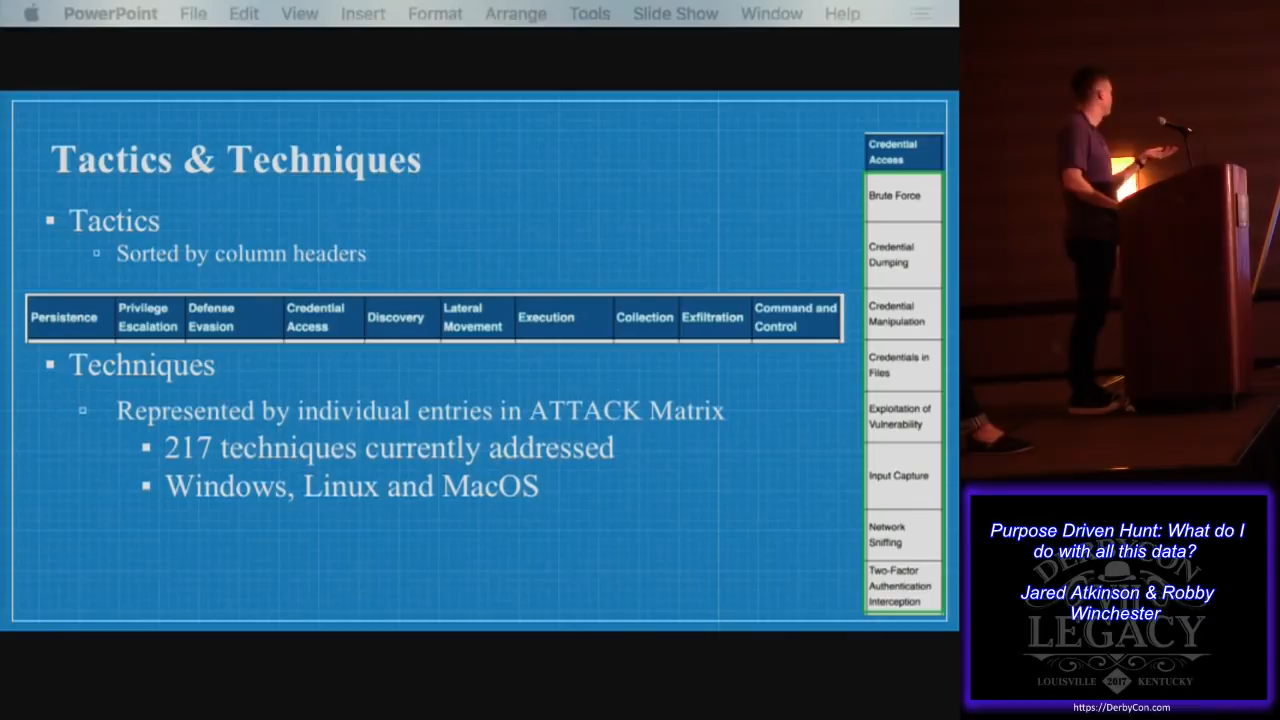 PowerPoint File Edit View Insert Format Arrange Tools Slide Show Window Help
Tactics & Techniques
▪ Tactics
▫ Sorted by column headers
Persistence
Privilege
Escalation
Defense
Evasion
Credential
Access
Discovery
Lateral
Movement
Execution
Collection
Exfiltration
Command and
Control
▪ Techniques
▫ Represented by individual entries in ATTACK Matrix
▪ 217 techniques currently addressed
▪ Windows, Linux and MacOS
Credential
Access
Brute Force
Credential
Dumping
Credential
Manipulation
Credentials in
Files
Exploitation of
Vulnerability
Input Capture
Network
Sniffing
Two-Factor
Authentication
Interception
Purpose Driven Hunt: What do I
do with all this data?
Jared Atkinson & Robby
Winchester
DERBYCON
LEGACY
LOUISVILLE 2017 KENTUCKY
https://DerbyCon.com